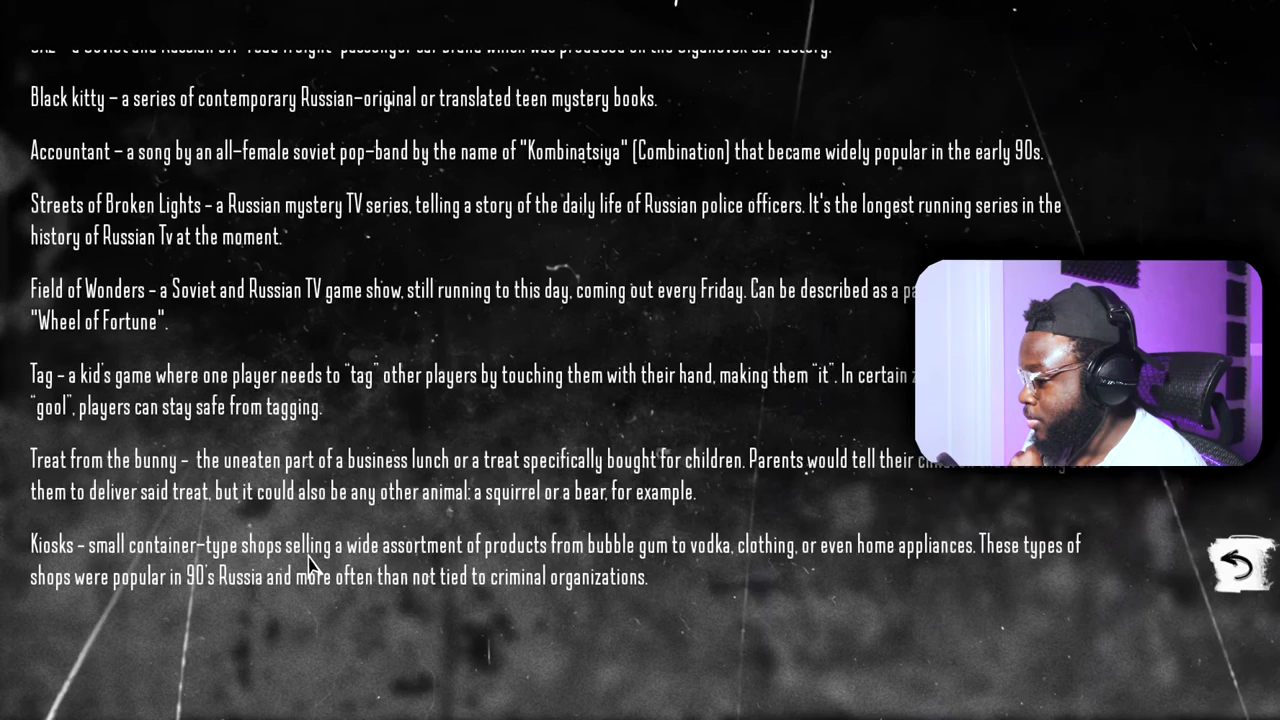 Black kitty – a series of contemporary Russian-original or translated teen mystery books.
Accountant – a song by an all-female soviet pop-band by the name of "Kombinatsiya" (Combination) that became widely popular in the early 90s.
Streets of Broken Lights - a Russian mystery TV series, telling a story of the daily life of Russian police officers. It's the longest running series in the
history of Russian Tv at the moment.
Field of Wonders - a Soviet and Russian TV game show, still running to this day, coming out every Friday. Can be described as a
"Wheel of Fortune".
Tag - a kid's game where one player needs to “tag” other players by touching them with their hand, making them “it”. In certain
“gool”, players can stay safe from tagging.
Treat from the bunny - the uneaten part of a business lunch or a treat specifically bought for children. Parents would tell their
them to deliver said treat, but it could also be any other animal: a squirrel or a bear, for example.
Kiosks - small container-type shops selling a wide assortment of products from bubble gum to vodka, clothing, or even home appliances. These types of
shops were popular in 90's Russia and more often than not tied to criminal organizations.